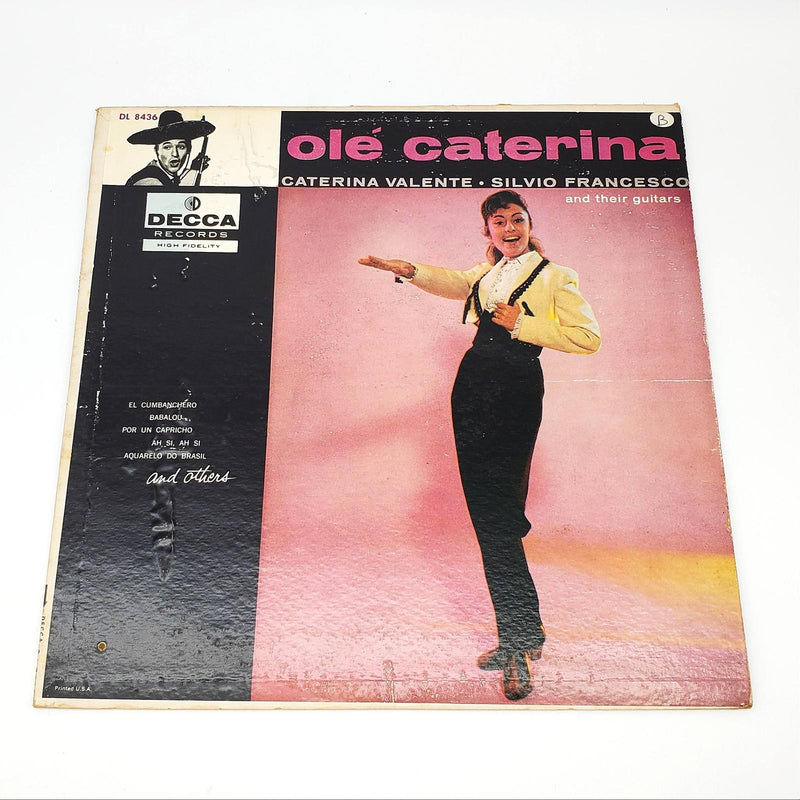 DL 8436
B
olé caterina
CATERINA VALENTE • SILVIO FRANCESCO
and their guitars
DECCA
RECORDS
HIGH FIDELITY
EL CUMBANCHERO
BABALOU
POR UN CAPRICHO
AH SI, AH SI
AQUARELO DO BRASIL
and others
DECCA
Printed U.S.A.